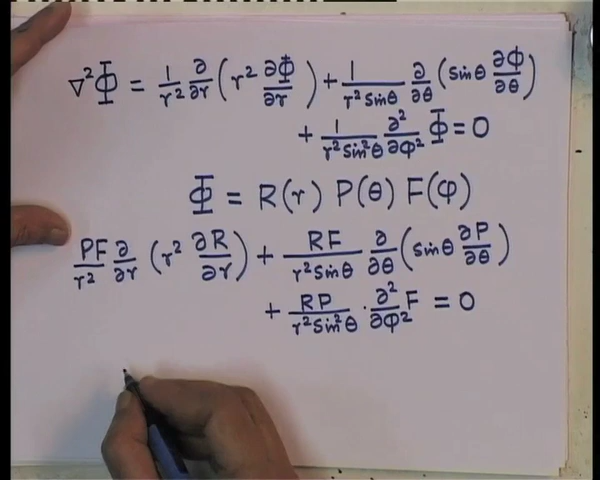 ∇²Φ = 1/r² ∂/∂r (r² ∂Φ/∂r) + 1/(r² sinθ) ∂/∂θ (sinθ ∂Φ/∂θ)
+ 1/(r² sin²θ) ∂²/∂φ² Φ = 0
Φ = R(r) P(θ) F(φ)
PF/r² ∂/∂r (r² ∂R/∂r) + RF/(r² sinθ) ∂/∂θ (sinθ ∂P/∂θ)
+ RP/(r² sin²θ) · ∂²/∂φ² F = 0